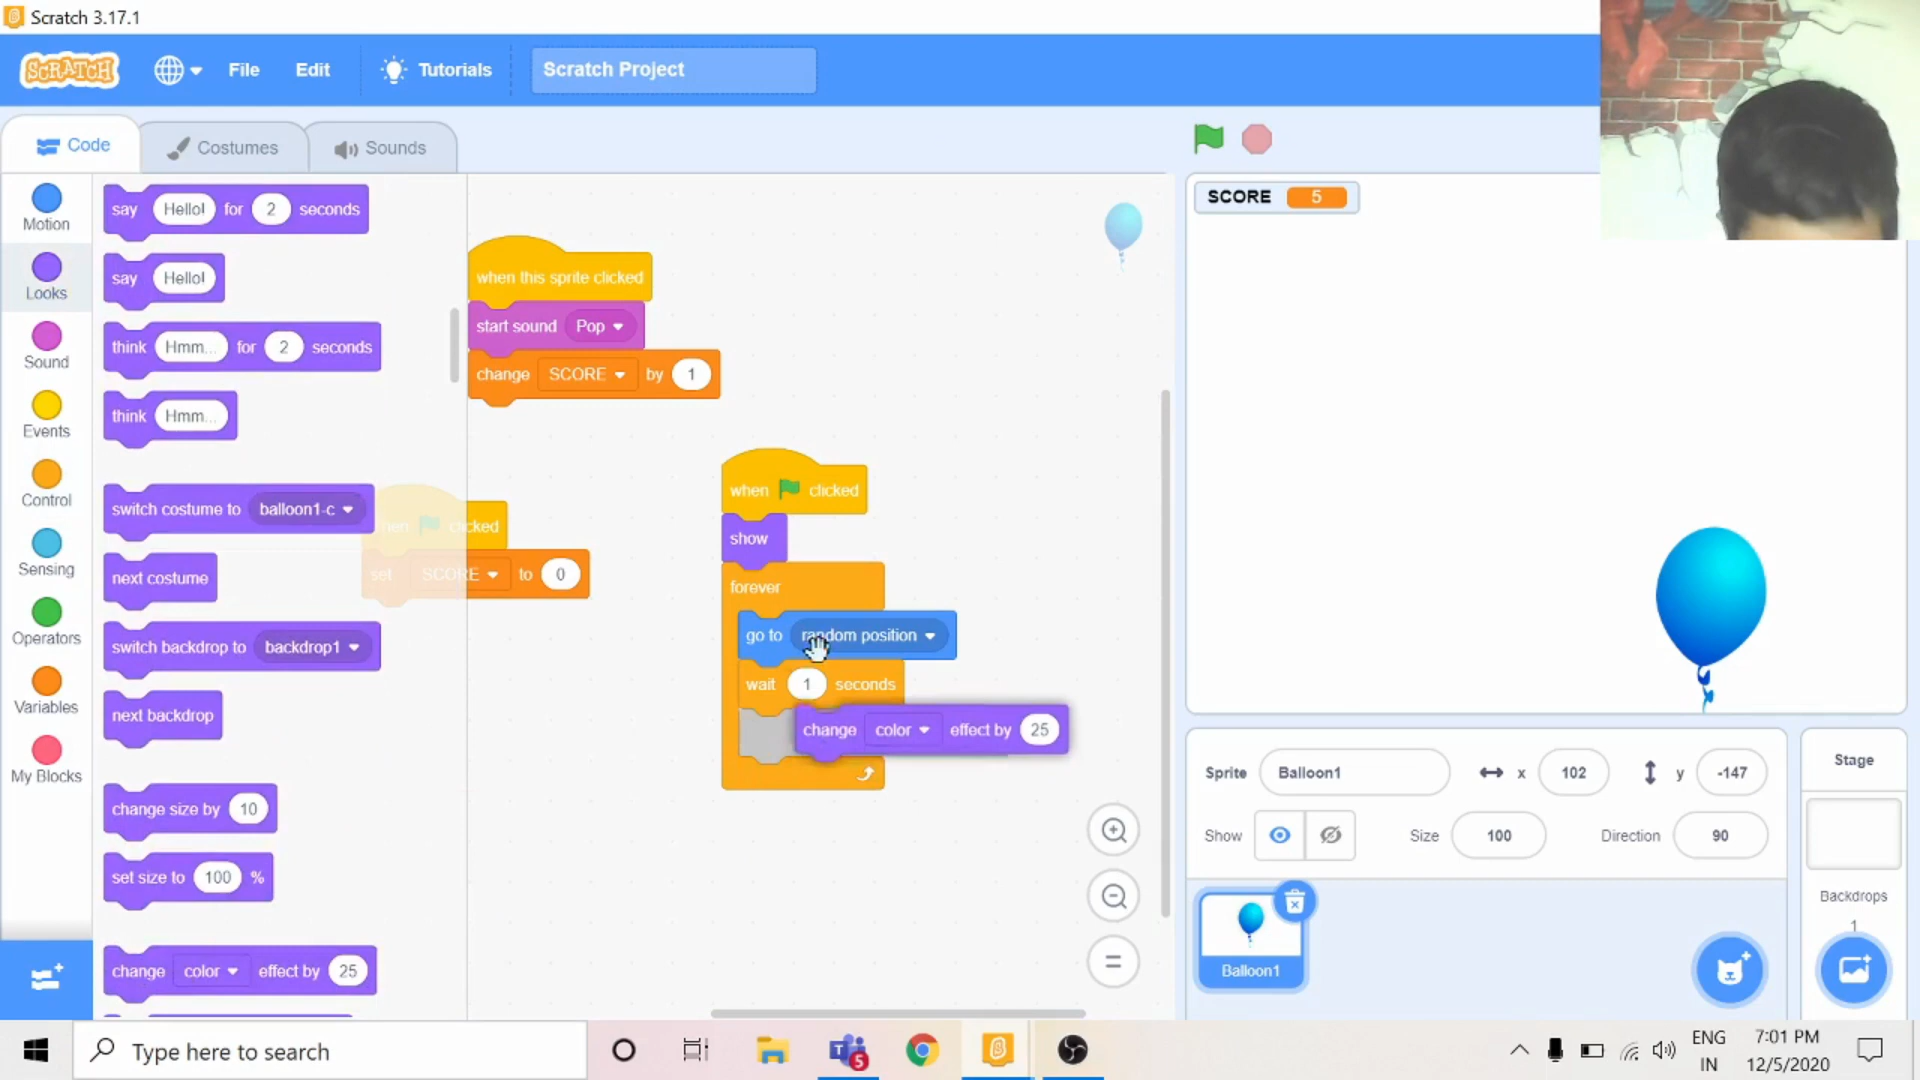 Scratch 3.17.1
SCRATCH
File
Edit
Tutorials
Scratch Project
Code
Costumes
Sounds
Motion
Looks
Sound
Events
Control
Sensing
Operators
Variables
My Blocks
say Hello! for 2 seconds
say Hello!
think Hmm... for 2 seconds
think Hmm...
switch costume to balloon1-c
next costume
switch backdrop to backdrop1
next backdrop
change size by 10
set size to 100 %
change color effect by 25
when this sprite clicked
start sound Pop
change SCORE by 1
when clicked
set SCORE to 0
when clicked
show
forever
go to random position
wait 1 seconds
change color effect by 25
SCORE 5
Sprite Balloon1 x 102 y -147
Show Size 100 Direction 90
Balloon1
Stage
Backdrops
1
Type here to search
5
ENG
IN
7:01 PM
12/5/2020